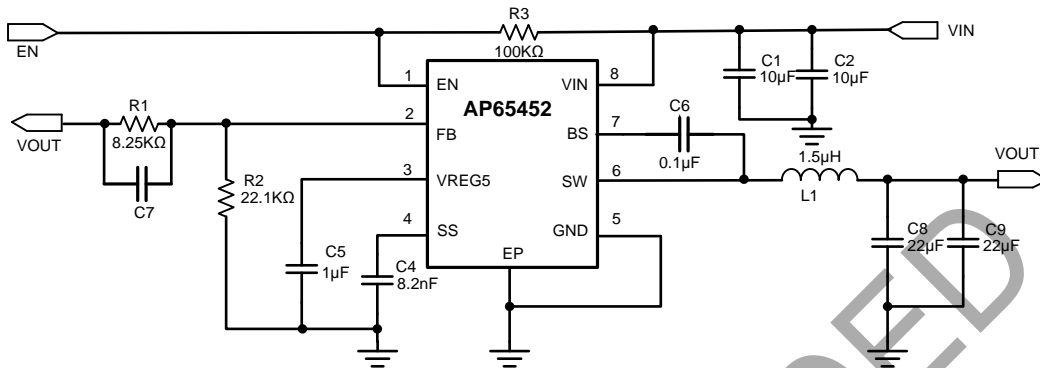 R3
EN
100KΩ
VIN
C1
10µF
C2
10µF
1
EN
VIN
8
AP65452
R1
VOUT
8.25KΩ
2
FB
BS
7
C6
0.1µF
C7
R2
22.1KΩ
3
VREG5
SW
6
1.5µH
L1
VOUT
4
SS
GND
5
EP
C5
1µF
C4
8.2nF
C8
22µF
C9
22µF